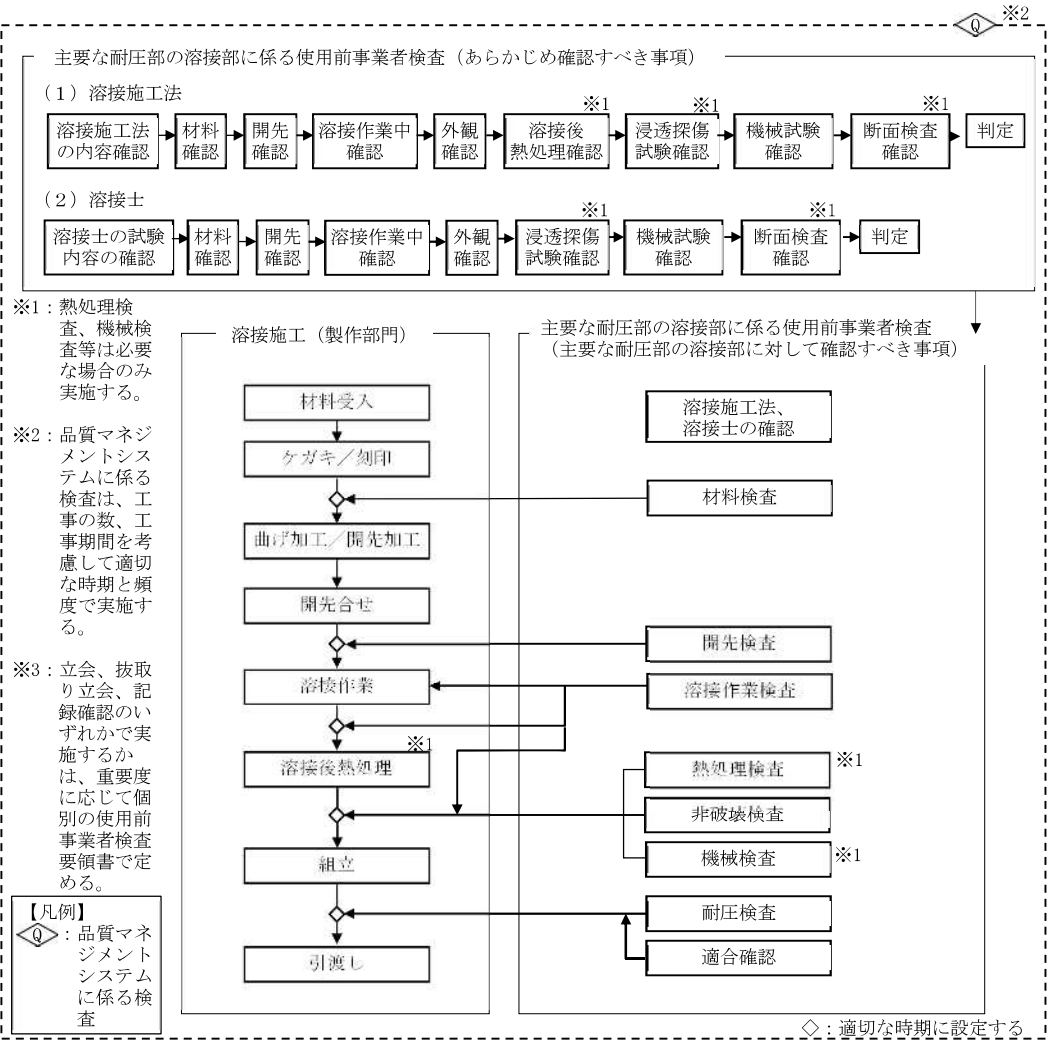 Q ※2
主要な耐圧部の溶接部に係る使用前事業者検査(あらかじめ確認すべき事項)
(1)溶接施工法
溶接施工法
の内容確認
材料
確認
開先
確認
溶接作業中
確認
外観
確認
※1
溶接後
熱処理確認
※1
浸透探傷
試験確認
機械試験
確認
※1
断面検査
確認
判定
(2)溶接士
溶接士の試験
内容の確認
材料
確認
開先
確認
溶接作業中
確認
外観
確認
※1
浸透探傷
試験確認
機械試験
確認
※1
断面検査
確認
判定
※1:熱処理検
査、機械検
査等は必要
な場合のみ
実施する。
※2:品質マネジ
メントシス
テムに係る
検査は、工
事の数、工
事期間を考
慮して適切
な時期と頻
度で実施す
る。
※3:立会、抜取
り立会、記
録確認のい
ずれかで実
施するか
は、重要度
に応じて個
別の使用前
事業者検査
要領書で定
める。
【凡例】
Q:品質マネ
ジメント
システム
に係る検
査
溶接施工(製作部門)
材料受入
ケガキ/刻印
曲げ加工/開先加工
開先合せ
溶接作業
※1
溶接後熱処理
組立
引渡し
主要な耐圧部の溶接部に係る使用前事業者検査
(主要な耐圧部の溶接部に対して確認すべき事項)
溶接施工法、
溶接士の確認
材料検査
開先検査
溶接作業検査
熱処理検査 ※1
非破壊検査
機械検査 ※1
耐圧検査
適合確認
◇:適切な時期に設定する